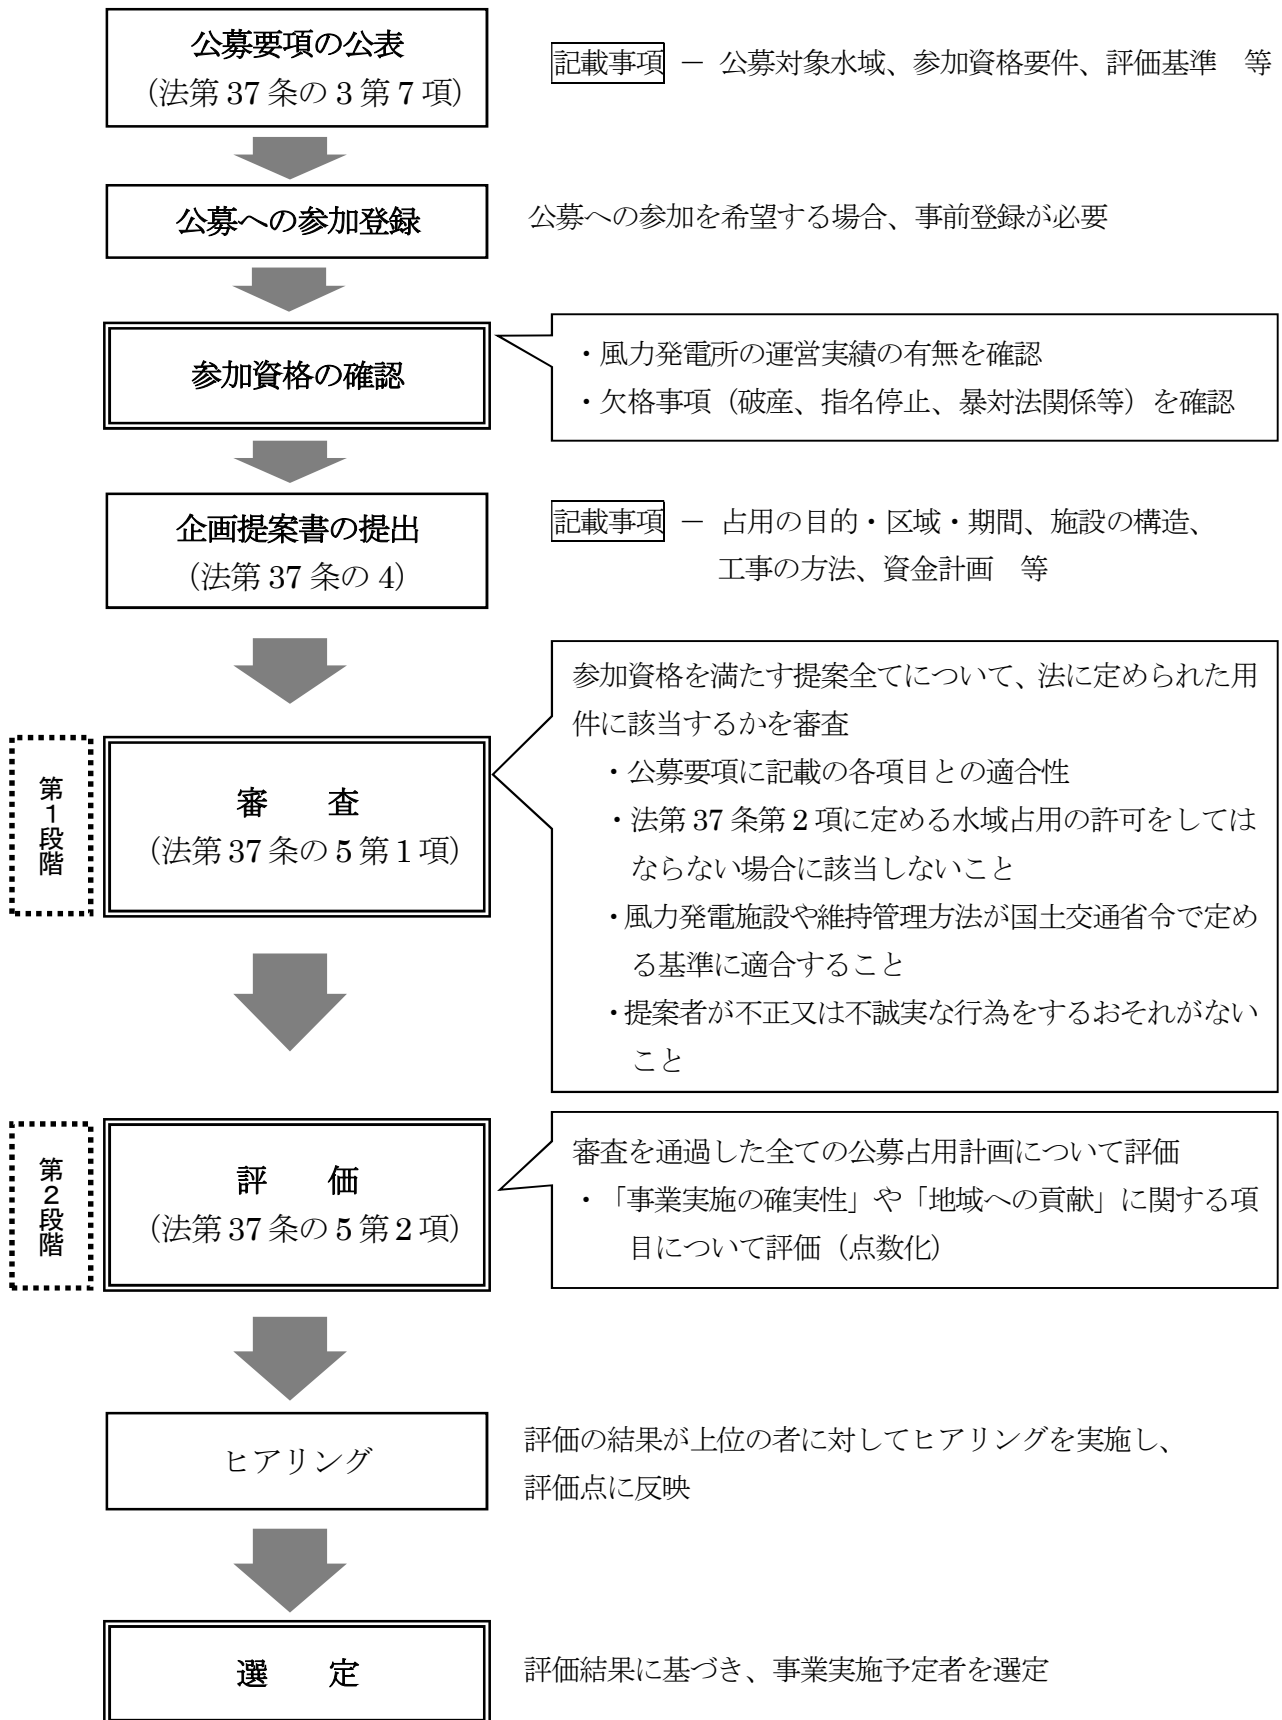 公募要項の公表
（法第 37 条の 3 第 7 項）
記載事項 － 公募対象水域、参加資格要件、評価基準　等
公募への参加登録
公募への参加を希望する場合、事前登録が必要
参加資格の確認
・風力発電所の運営実績の有無を確認
・欠格事項（破産、指名停止、暴対法関係等）を確認
企画提案書の提出
（法第 37 条の 4）
記載事項 － 占用の目的・区域・期間、施設の構造、
工事の方法、資金計画　等
第１段階
審　査
（法第 37 条の 5 第 1 項）
参加資格を満たす提案全てについて、法に定められた用
件に該当するかを審査
・公募要項に記載の各項目との適合性
・法第 37 条第 2 項に定める水域占用の許可をしては
ならない場合に該当しないこと
・風力発電施設や維持管理方法が国土交通省令で定め
る基準に適合すること
・提案者が不正又は不誠実な行為をするおそれがない
こと
第２段階
評　価
（法第 37 条の 5 第 2 項）
審査を通過した全ての公募占用計画について評価
・「事業実施の確実性」や「地域への貢献」に関する項
目について評価（点数化）
ヒアリング
評価の結果が上位の者に対してヒアリングを実施し、
評価点に反映
選　定
評価結果に基づき、事業実施予定者を選定